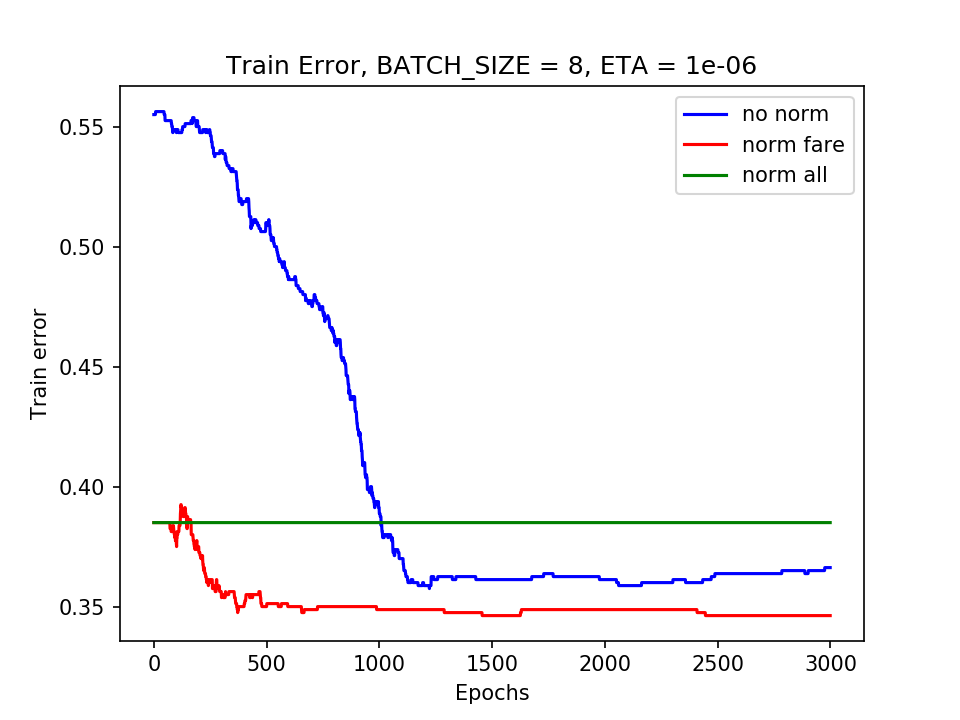 Train Error, BATCH_SIZE = 8, ETA = 1e-06
no norm
norm fare
norm all
Train error
0.55
0.50
0.45
0.40
0.35
0 500 1000 1500 2000 2500 3000
Epochs